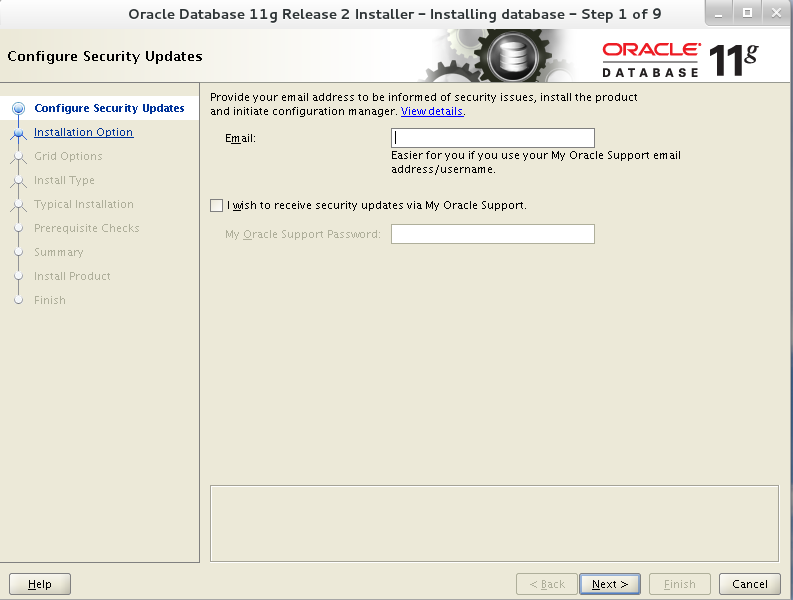 Oracle Database 11g Release 2 Installer - Installing database - Step 1 of 9
Configure Security Updates
ORACLE
DATABASE
11g
Configure Security Updates
Installation Option
Grid Options
Install Type
Typical Installation
Prerequisite Checks
Summary
Install Product
Finish
Provide your email address to be informed of security issues, install the product
and initiate configuration manager. View details.
Email:
Easier for you if you use your My Oracle Support email
address/username.
I wish to receive security updates via My Oracle Support.
My Oracle Support Password:
Help
< Back
Next >
Finish
Cancel